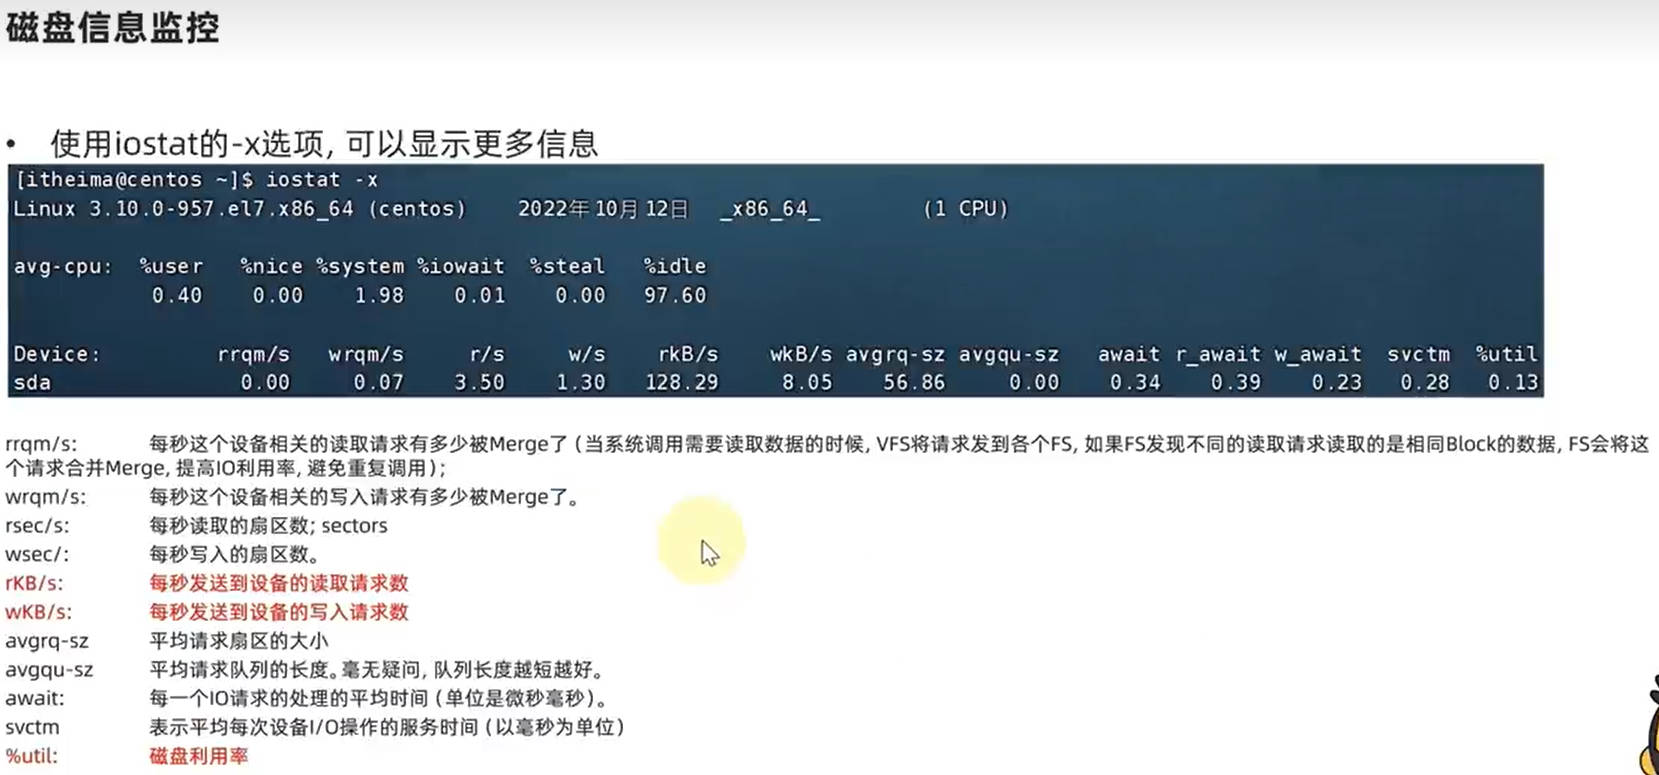 磁盘信息监控
• 使用iostat的-x选项, 可以显示更多信息
[itheima@centos ~]$ iostat -x
Linux 3.10.0-957.el7.x86_64 (centos) 2022年10月12日 _x86_64_ (1 CPU)
avg-cpu: %user %nice %system %iowait %steal %idle
0.40 0.00 1.98 0.01 0.00 97.60
Device: rrqm/s wrqm/s r/s w/s rkB/s wkB/s avgrq-sz avgqu-sz await r_await w_await svctm %util
sda 0.00 0.07 3.50 1.30 128.29 8.05 56.86 0.00 0.34 0.39 0.23 0.28 0.13
rrqm/s: 每秒这个设备相关的读取请求有多少被Merge了（当系统调用需要读取数据的时候, VFS将请求发到各个FS, 如果FS发现不同的读取请求读取的是相同Block的数据, FS会将这
个请求合并Merge, 提高IO利用率, 避免重复调用）;
wrqm/s: 每秒这个设备相关的写入请求有多少被Merge了。
rsec/s: 每秒读取的扇区数; sectors
wsec/: 每秒写入的扇区数。
rKB/s: 每秒发送到设备的读取请求数
wKB/s: 每秒发送到设备的写入请求数
avgrq-sz 平均请求扇区的大小
avgqu-sz 平均请求队列的长度。毫无疑问, 队列长度越短越好。
await: 每一个IO请求的处理的平均时间（单位是微秒毫秒）。
svctm 表示平均每次设备I/O操作的服务时间（以毫秒为单位）
%util: 磁盘利用率